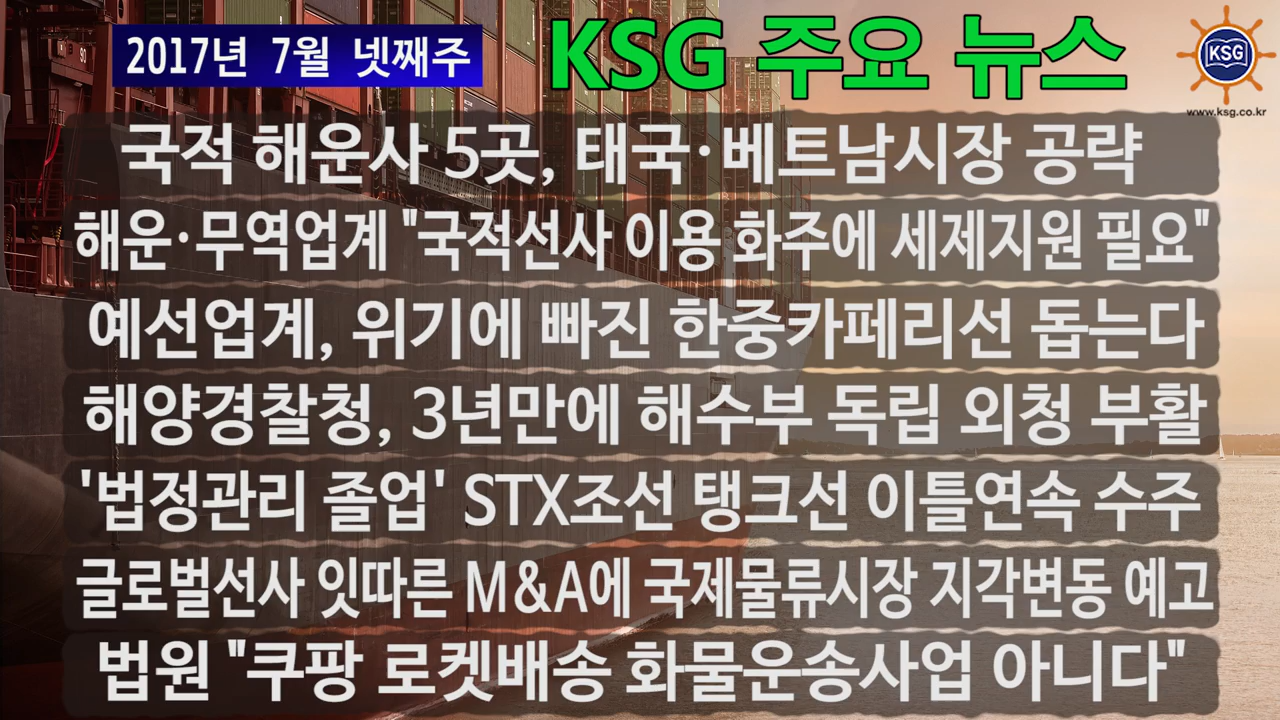 2017년 7월 넷째주
KSG 주요 뉴스
KSG
www.ksg.co.kr
국적 해운사 5곳, 태국·베트남시장 공략
해운·무역업계 "국적선사 이용 화주에 세제지원 필요"
예선업계, 위기에 빠진 한중카페리선 돕는다
해양경찰청, 3년만에 해수부 독립 외청 부활
'법정관리 졸업' STX조선 탱크선 이틀연속 수주
글로벌선사 잇따른 M&A에 국제물류시장 지각변동 예고
법원 "쿠팡 로켓배송 화물운송사업 아니다"